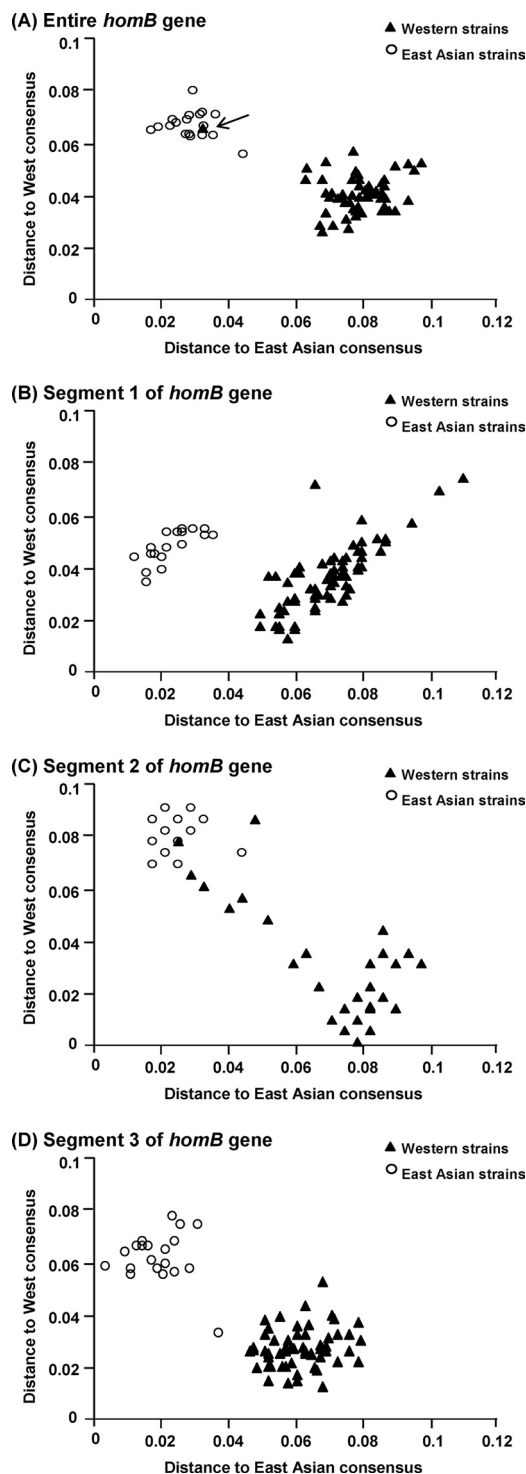 (A) Entire homB gene
▲ Western strains
○ East Asian strains
Distance to West consensus
0.1
0.08
0.06
0.04
0.02
0
0 0.02 0.04 0.06 0.08 0.1 0.12
Distance to East Asian consensus
(B) Segment 1 of homB gene
▲ Western strains
○ East Asian strains
Distance to West consensus
0.1
0.08
0.06
0.04
0.02
0
0 0.02 0.04 0.06 0.08 0.1 0.12
Distance to East Asian consensus
(C) Segment 2 of homB gene
▲ Western strains
○ East Asian strains
Distance to West consensus
0.1
0.08
0.06
0.04
0.02
0
0 0.02 0.04 0.06 0.08 0.1 0.12
Distance to East Asian consensus
(D) Segment 3 of homB gene
▲ Western strains
○ East Asian strains
Distance to West consensus
0.1
0.08
0.06
0.04
0.02
0
0 0.02 0.04 0.06 0.08 0.1 0.12
Distance to East Asian consensus